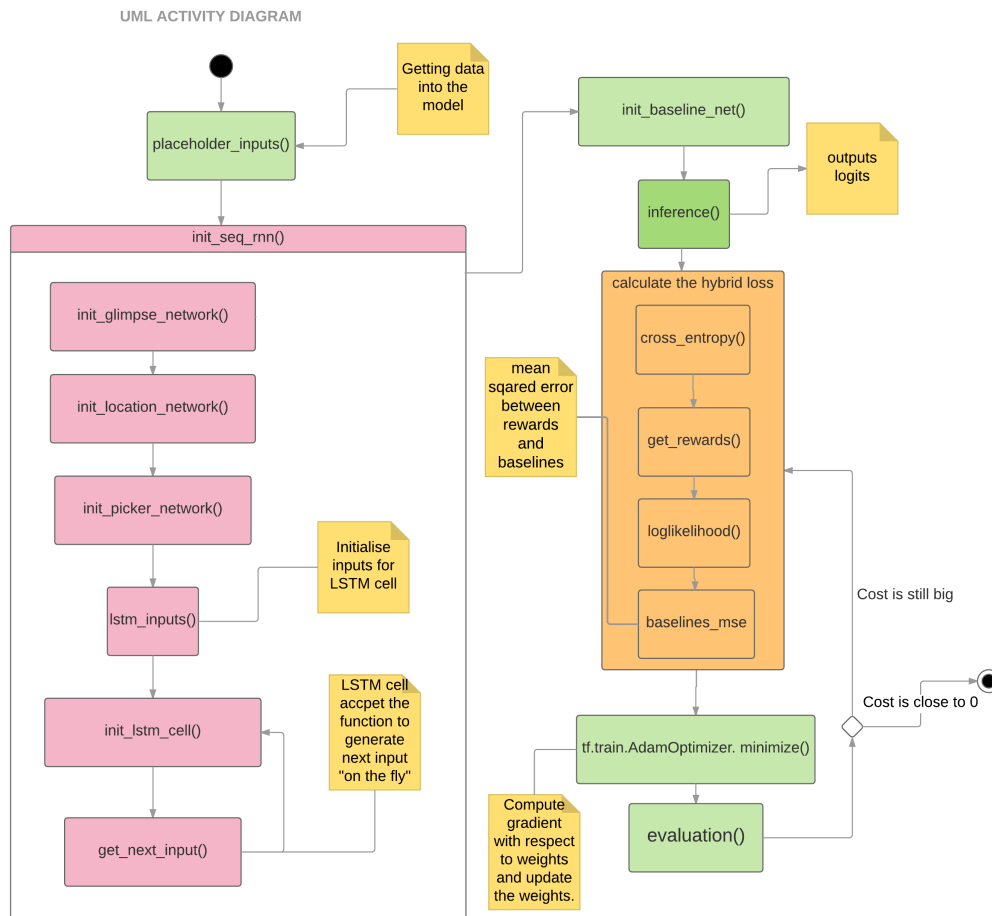 UML ACTIVITY DIAGRAM
Getting data
into the
model
placeholder_inputs()
init_seq_rnn()
init_glimpse_network()
init_location_network()
init_picker_network()
Initialise
inputs for
LSTM cell
lstm_inputs()
LSTM cell
accpet the
function to
generate
next input
"on the fly"
init_lstm_cell()
get_next_input()
init_baseline_net()
outputs
logits
inference()
calculate the hybrid loss
cross_entropy()
mean
sqared error
between
rewards
and
baselines
get_rewards()
loglikelihood()
baselines_mse
Cost is still big
Cost is close to 0
tf.train.AdamOptimizer. minimize()
Compute
gradient
with respect
to weights
and update
the weights.
evaluation()